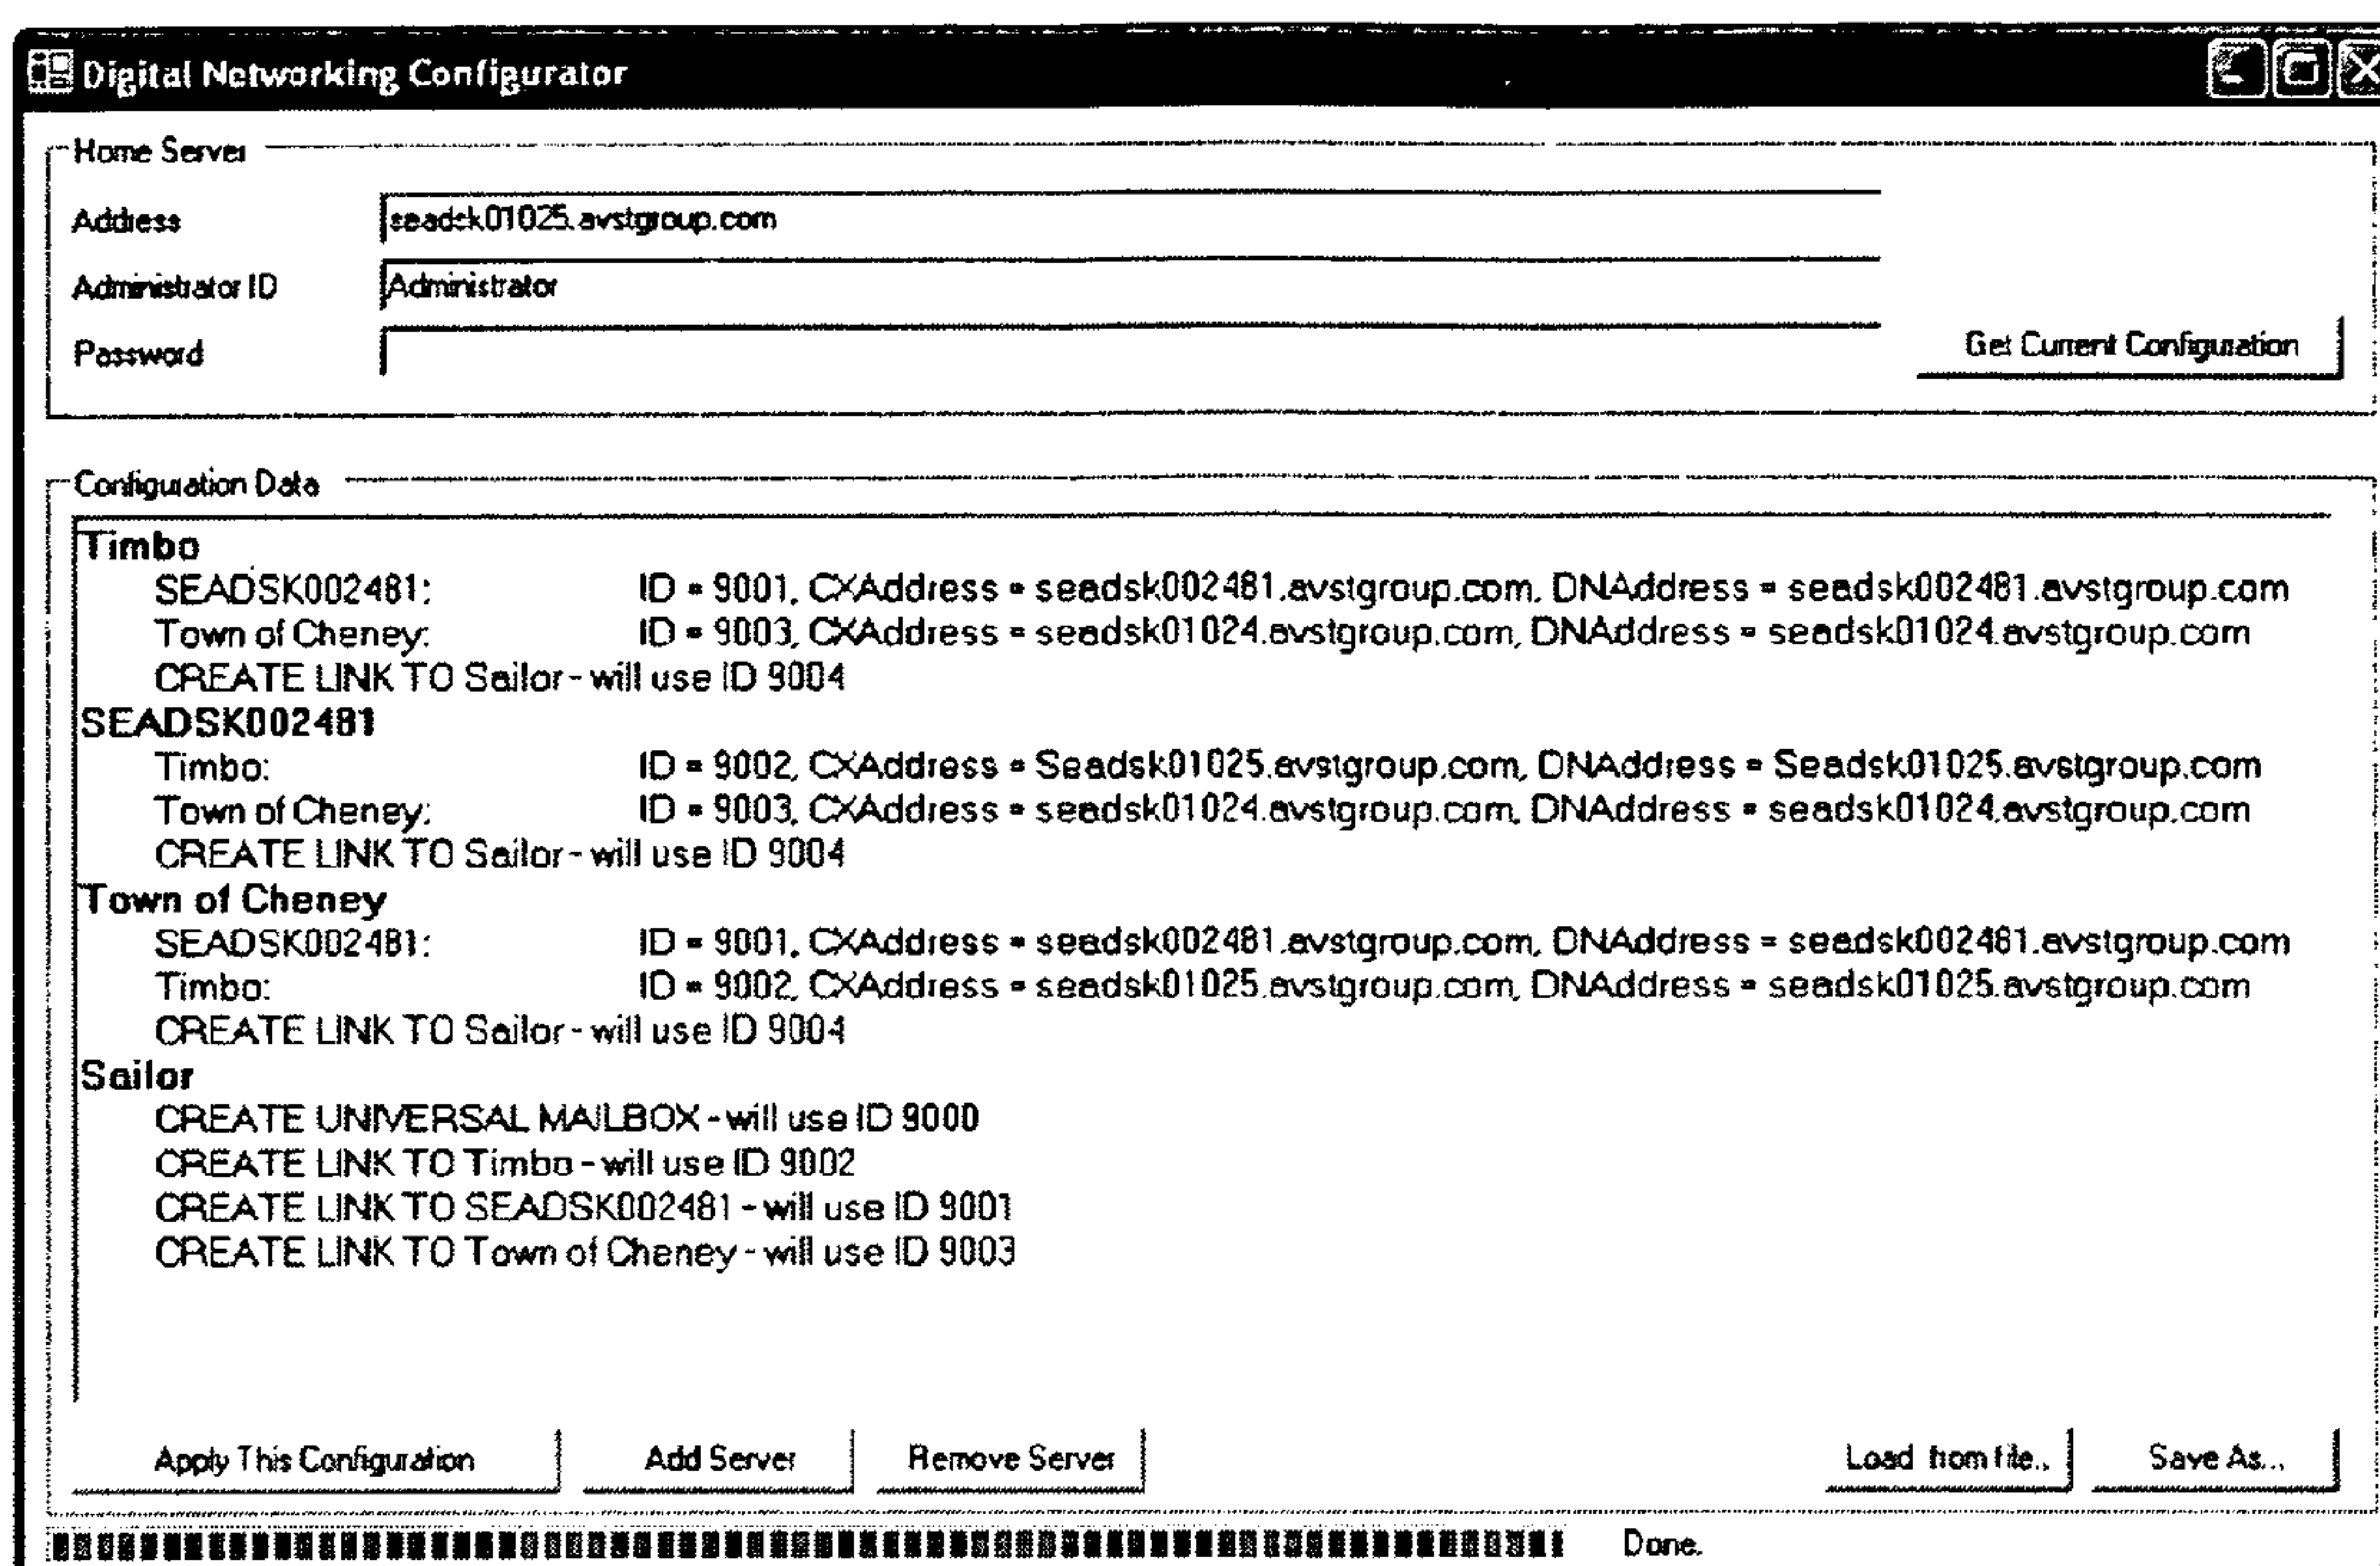 Digital Networking Configurator
Home Server
Address seadsk01025.avstgroup.com
Administrator ID Administrator
Password
Get Current Configuration
Configuration Data
Timbo
SEADSK002481: ID = 9001, CXAddress = seadsk002481.avstgroup.com, DNAddress = seadsk002481.avstgroup.com
Town of Cheney: ID = 9003, CXAddress = seadsk01024.avstgroup.com, DNAddress = seadsk01024.avstgroup.com
CREATE LINK TO Sailor - will use ID 9004
SEADSK002481
Timbo: ID = 9002, CXAddress = Seadsk01025.avstgroup.com, DNAddress = Seadsk01025.avstgroup.com
Town of Cheney: ID = 9003, CXAddress = seadsk01024.avstgroup.com, DNAddress = seadsk01024.avstgroup.com
CREATE LINK TO Sailor - will use ID 9004
Town of Cheney
SEADSK002481: ID = 9001, CXAddress = seadsk002481.avstgroup.com, DNAddress = seadsk002481.avstgroup.com
Timbo: ID = 9002, CXAddress = seadsk01025.avstgroup.com, DNAddress = seadsk01025.avstgroup.com
CREATE LINK TO Sailor - will use ID 9004
Sailor
CREATE UNIVERSAL MAILBOX - will use ID 9000
CREATE LINK TO Timbo - will use ID 9002
CREATE LINK TO SEADSK002481 - will use ID 9001
CREATE LINK TO Town of Cheney - will use ID 9003
Apply This Configuration Add Server Remove Server Load from file.. Save As...
Done.